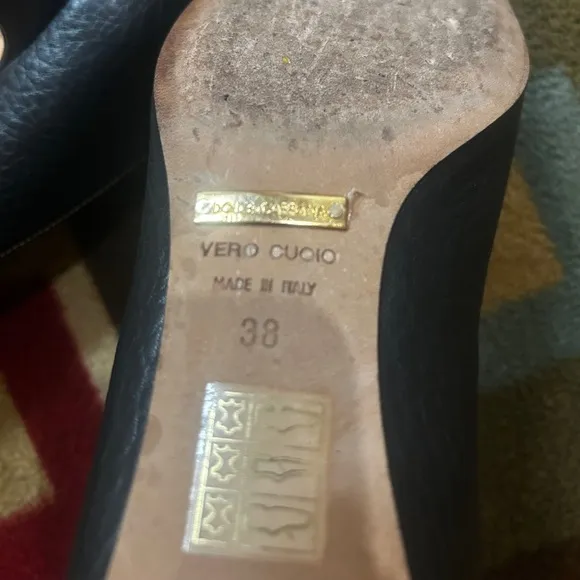 DOLCE & GABBANA
VERO CUOIO
MADE IN ITALY
38